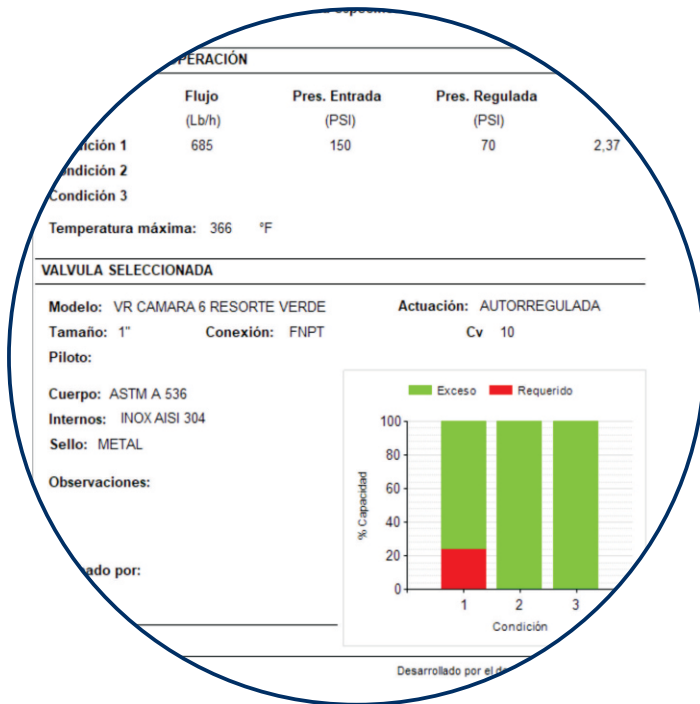 PERACIÓN
Flujo Pres. Entrada Pres. Regulada
(Lb/h) (PSI) (PSI)
ición 1 685 150 70 2,37
ndición 2
Condición 3
Temperatura máxima: 366 °F
VALVULA SELECCIONADA
Modelo: VR CAMARA 6 RESORTE VERDE Actuación: AUTORREGULADA
Tamaño: 1" Conexión: FNPT Cv 10
Piloto:
Cuerpo: ASTM A 536
Internos: INOX AISI 304
Sello: METAL
Observaciones:
ado por:
Exceso Requerido
% Capacidad
100
80
60
40
20
0
1 2 3
Condición
Desarrollado por el de